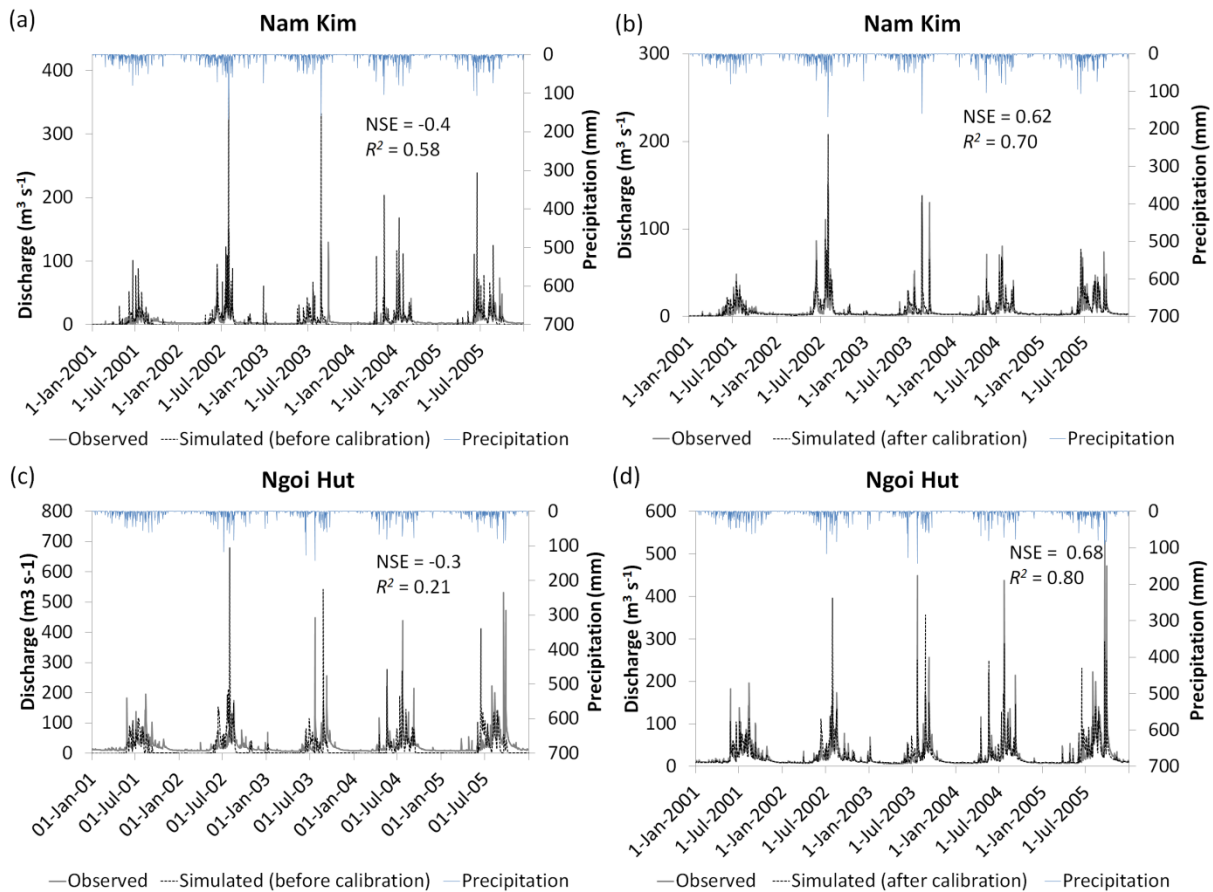 (a)
Nam Kim
400
300
200
100
0
Discharge (m³ s⁻¹)
0
100
200
300
400
500
600
700
Precipitation (mm)
NSE = -0.4
R² = 0.58
1-Jan-2001
1-Jul-2001
1-Jan-2002
1-Jul-2002
1-Jan-2003
1-Jul-2003
1-Jan-2004
1-Jul-2004
1-Jan-2005
1-Jul-2005
Observed Simulated (before calibration) Precipitation
(b)
Nam Kim
300
200
100
0
Discharge (m³ s⁻¹)
0
100
200
300
400
500
600
700
Precipitation (mm)
NSE = 0.62
R² = 0.70
1-Jan-2001
1-Jul-2001
1-Jan-2002
1-Jul-2002
1-Jan-2003
1-Jul-2003
1-Jan-2004
1-Jul-2004
1-Jan-2005
1-Jul-2005
Observed Simulated (after calibration) Precipitation
(c)
Ngoi Hut
800
700
600
500
400
300
200
100
0
Discharge (m3 s-1)
0
100
200
300
400
500
600
700
Precipitation (mm)
NSE = -0.3
R² = 0.21
01-Jan-01
01-Jul-01
01-Jan-02
01-Jul-02
01-Jan-03
01-Jul-03
01-Jan-04
01-Jul-04
01-Jan-05
01-Jul-05
Observed Simulated (before calibration) Precipitation
(d)
Ngoi Hut
600
500
400
300
200
100
0
Discharge (m³ s⁻¹)
0
100
200
300
400
500
600
700
Precipitation (mm)
NSE = 0.68
R² = 0.80
1-Jan-2001
1-Jul-2001
1-Jan-2002
1-Jul-2002
1-Jan-2003
1-Jul-2003
1-Jan-2004
1-Jul-2004
1-Jan-2005
1-Jul-2005
Observed Simulated (after calibration) Precipitation